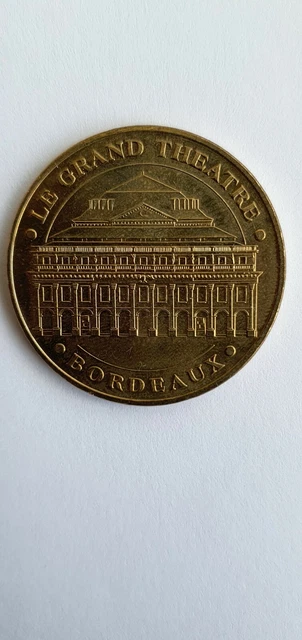 • LE GRAND THEATRE •
• BORDEAUX •